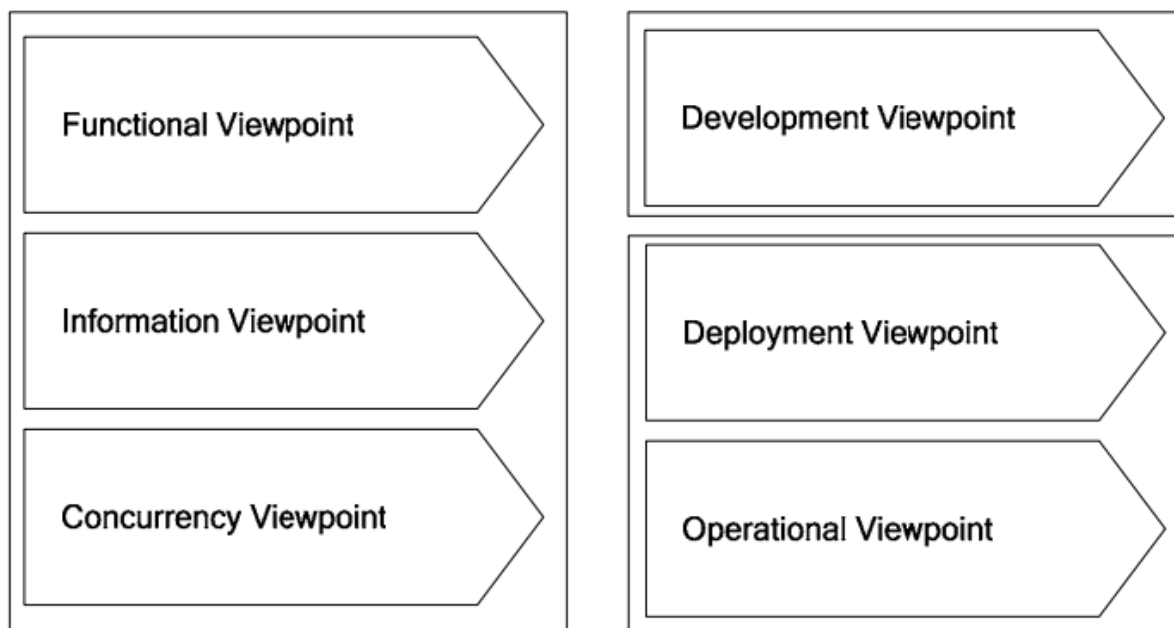 Functional Viewpoint
Information Viewpoint
Concurrency Viewpoint
Development Viewpoint
Deployment Viewpoint
Operational Viewpoint